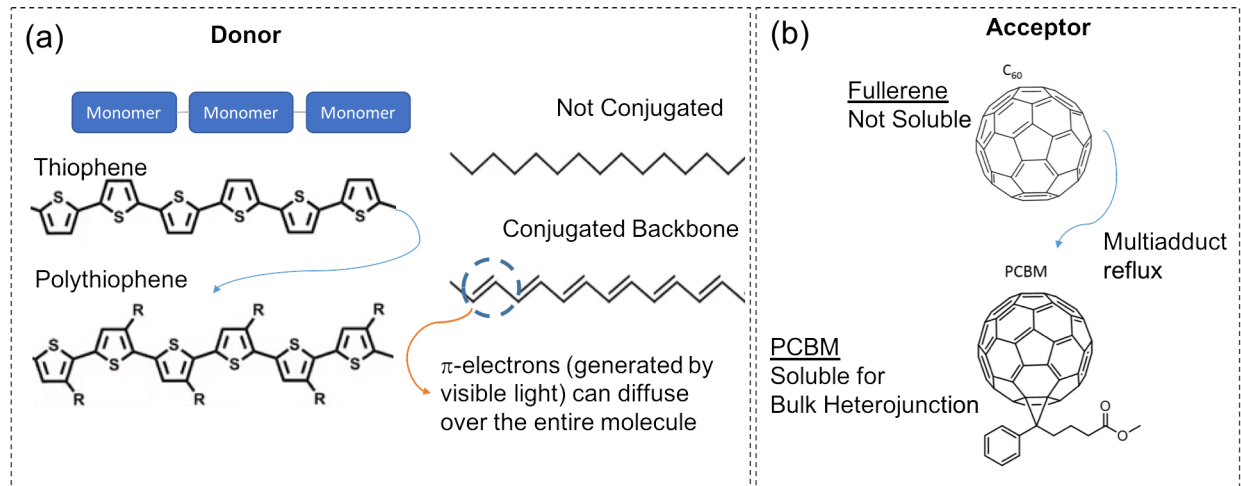 (a)
Donor
Monomer
Monomer
Monomer
Thiophene
S
S
S
S
S
S
Polythiophene
R
R
R
S
S
S
S
S
S
R
R
R
Not Conjugated
Conjugated Backbone
π-electrons (generated by
visible light) can diffuse
over the entire molecule
(b)
Acceptor
C60
Fullerene
Not Soluble
Multiadduct
reflux
PCBM
PCBM
Soluble for
Bulk Heterojunction
O
O